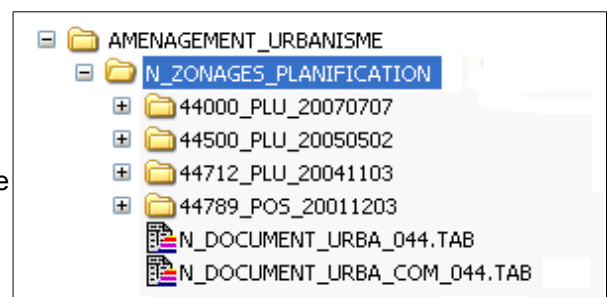 AMENAGEMENT_URBANISME
N_ZONAGES_PLANIFICATION
44000_PLU_20070707
44500_PLU_20050502
44712_PLU_20041103
e
44789_POS_20011203
N_DOCUMENT_URBA_044.TAB
N_DOCUMENT_URBA_COM_044.TAB